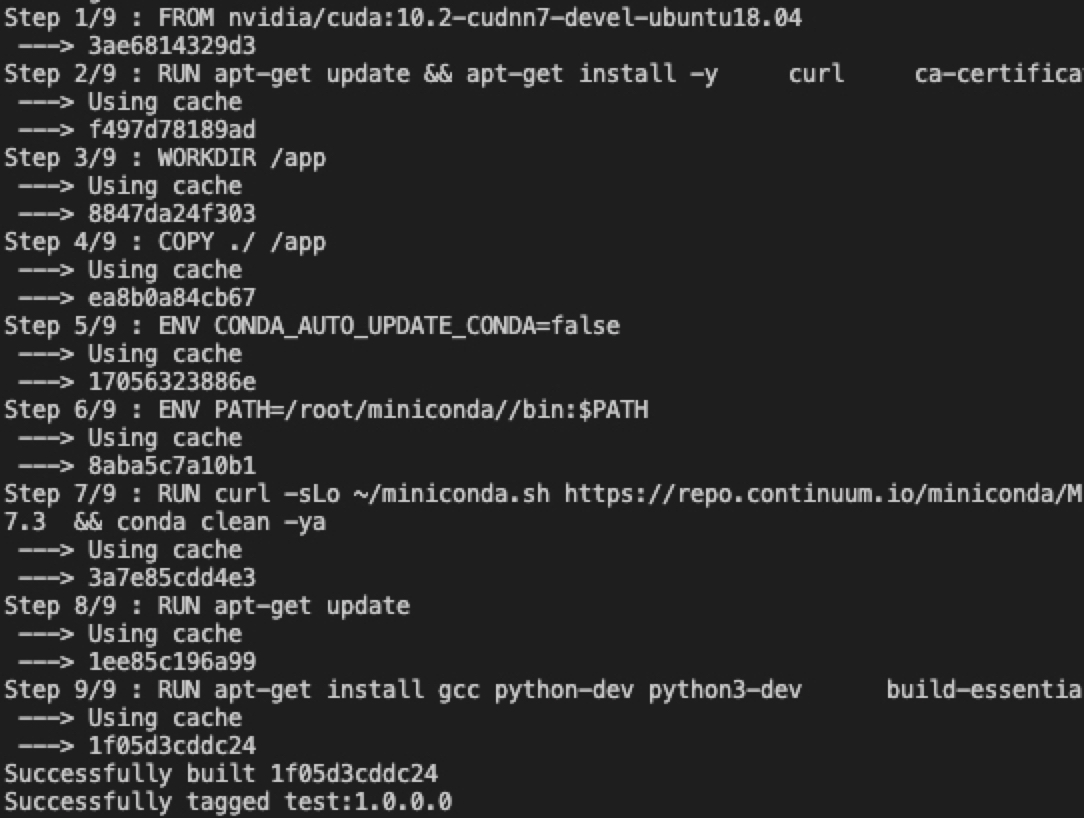 Step 1/9 : FROM nvidia/cuda:10.2-cudnn7-devel-ubuntu18.04
 ---> 3ae6814329d3
Step 2/9 : RUN apt-get update && apt-get install -y     curl     ca-certifica
 ---> Using cache
 ---> f497d78189ad
Step 3/9 : WORKDIR /app
 ---> Using cache
 ---> 8847da24f303
Step 4/9 : COPY ./ /app
 ---> Using cache
 ---> ea8b0a84cb67
Step 5/9 : ENV CONDA_AUTO_UPDATE_CONDA=false
 ---> Using cache
 ---> 17056323886e
Step 6/9 : ENV PATH=/root/miniconda//bin:$PATH
 ---> Using cache
 ---> 8aba5c7a10b1
Step 7/9 : RUN curl -sLo ~/miniconda.sh https://repo.continuum.io/miniconda/M
7.3  && conda clean -ya
 ---> Using cache
 ---> 3a7e85cdd4e3
Step 8/9 : RUN apt-get update
 ---> Using cache
 ---> 1ee85c196a99
Step 9/9 : RUN apt-get install gcc python-dev python3-dev      build-essentia
 ---> Using cache
 ---> 1f05d3cddc24
Successfully built 1f05d3cddc24
Successfully tagged test:1.0.0.0